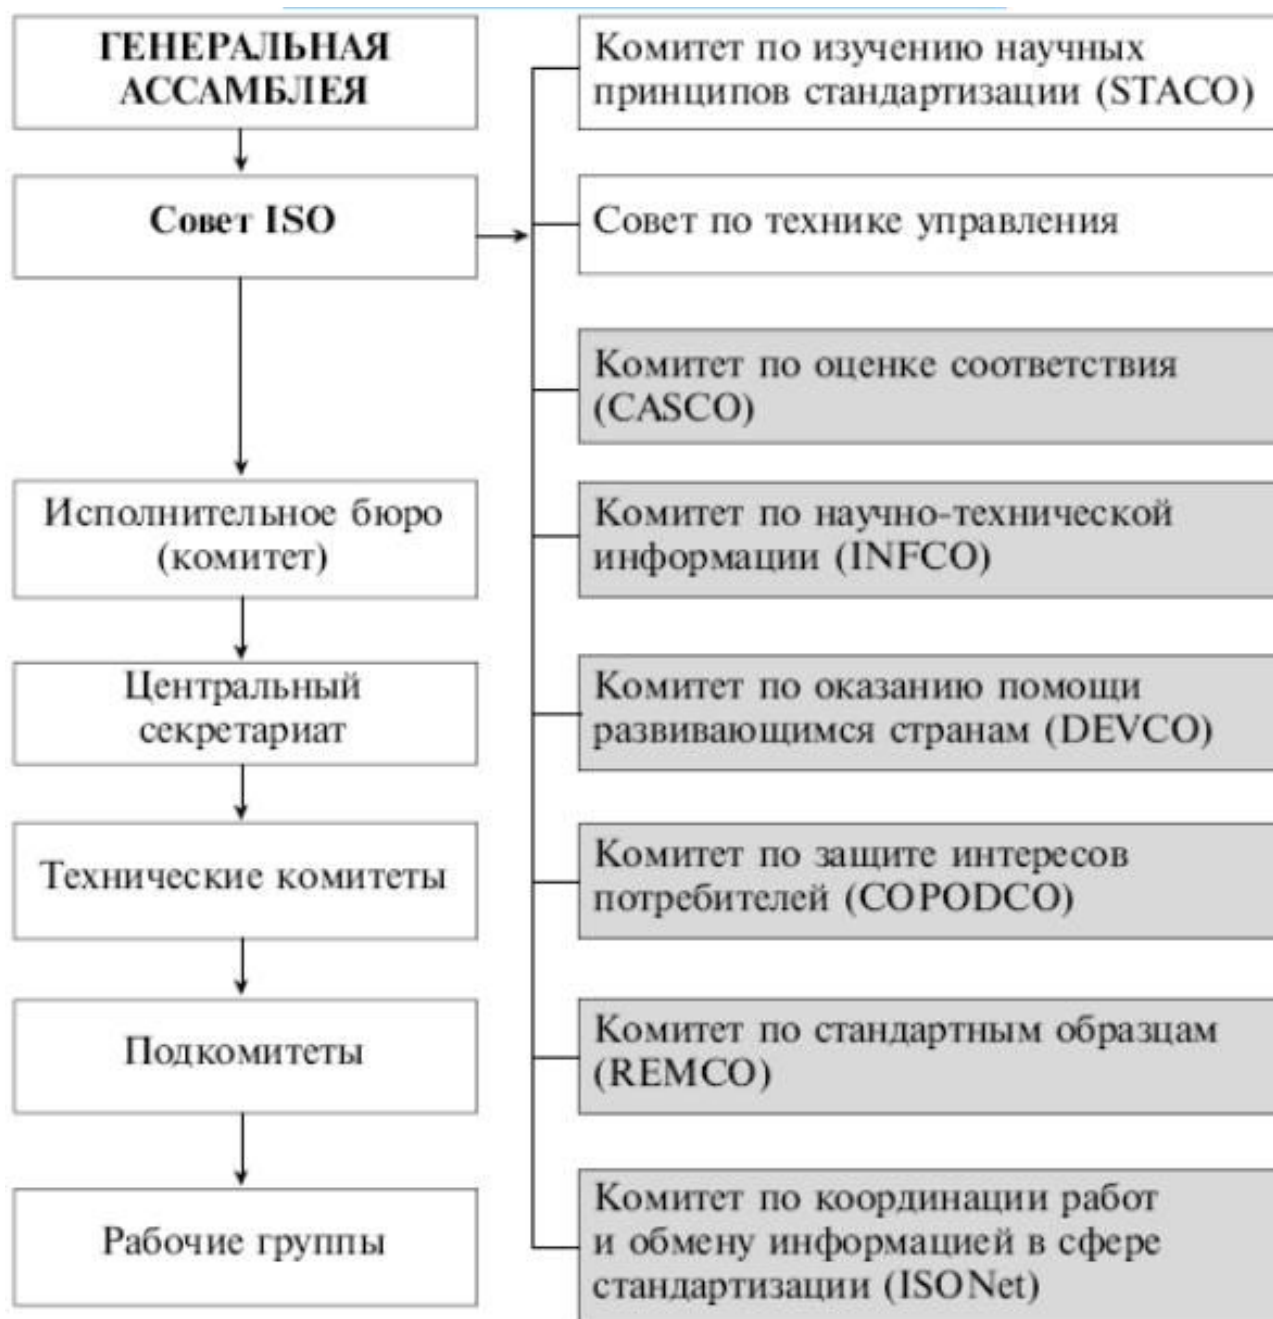 ГЕНЕРАЛЬНАЯ
АССАМБЛЕЯ
Совет ISO
Исполнительное бюро
(комитет)
Центральный
секретариат
Технические комитеты
Подкомитеты
Рабочие группы
Комитет по изучению научных
принципов стандартизации (STACO)
Совет по технике управления
Комитет по оценке соответствия
(CASCO)
Комитет по научно-технической
информации (INFCO)
Комитет по оказанию помощи
развивающимся странам (DEVCO)
Комитет по защите интересов
потребителей (COPODCO)
Комитет по стандартным образцам
(REMCO)
Комитет по координации работ
и обмену информацией в сфере
стандартизации (ISONet)